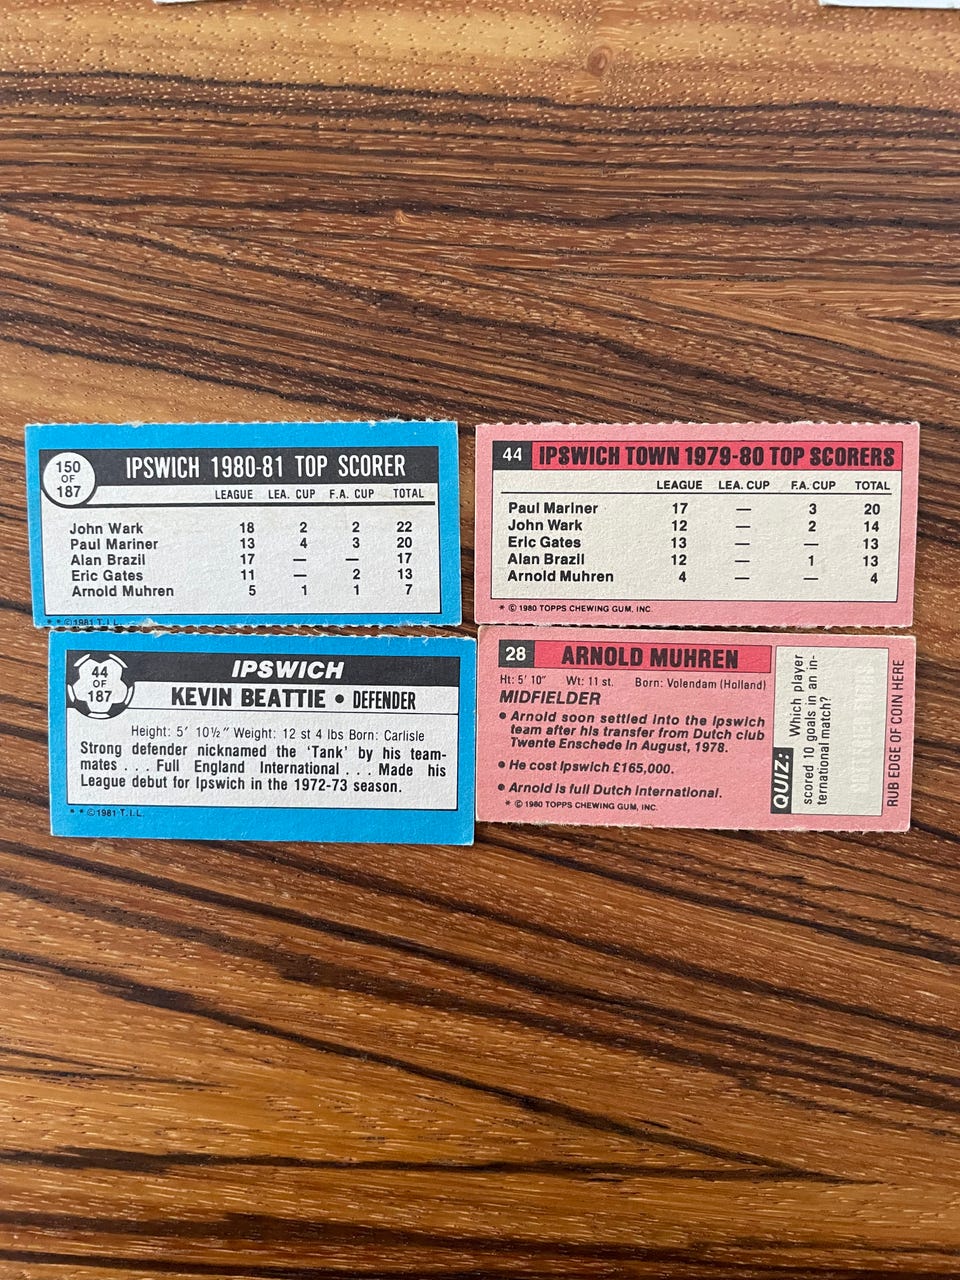 150
OF
187
IPSWICH 1980-81 TOP SCORER
LEAGUE LEA. CUP F.A. CUP TOTAL
John Wark 18 2 2 22
Paul Mariner 13 4 3 20
Alan Brazil 17 — — 17
Eric Gates 11 — 2 13
Arnold Muhren 5 1 1 7
* * © 1981 T.I.L.
44 IPSWICH TOWN 1979-80 TOP SCORERS
LEAGUE LEA. CUP F.A. CUP TOTAL
Paul Mariner 17 — 3 20
John Wark 12 — 2 14
Eric Gates 13 — — 13
Alan Brazil 12 — 1 13
Arnold Muhren 4 — — 4
* © 1980 TOPPS CHEWING GUM, INC.
44
OF
187
IPSWICH
KEVIN BEATTIE • DEFENDER
Height: 5' 10½" Weight: 12 st 4 lbs Born: Carlisle
Strong defender nicknamed the 'Tank' by his team-
mates . . . Full England International . . . Made his
League debut for Ipswich in the 1972-73 season.
* * © 1981 T.I.L.
28 ARNOLD MUHREN
Ht: 5' 10" Wt: 11 st. Born: Volendam (Holland)
MIDFIELDER
• Arnold soon settled into the Ipswich
team after his transfer from Dutch club
Twente Enschede in August, 1978.
• He cost Ipswich £165,000.
• Arnold is full Dutch international.
* © 1980 TOPPS CHEWING GUM, INC.
QUIZ: Which player
scored 10 goals in an in-
ternational match?
RUB EDGE OF COIN HERE